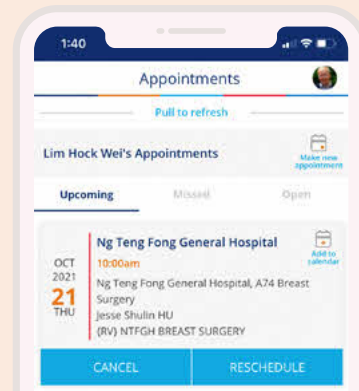 1:40
Appointments
Pull to refresh
Lim Hock Wei's Appointments
Make new
appointment
Upcoming
Missed
Open
Ng Teng Fong General Hospital
Add to
calendar
OCT
2021
21
THU
10:00am
Ng Teng Fong General Hospital, A74 Breast
Surgery
Jesse Shulin HU
(RV) NTFGH BREAST SURGERY
CANCEL
RESCHEDULE